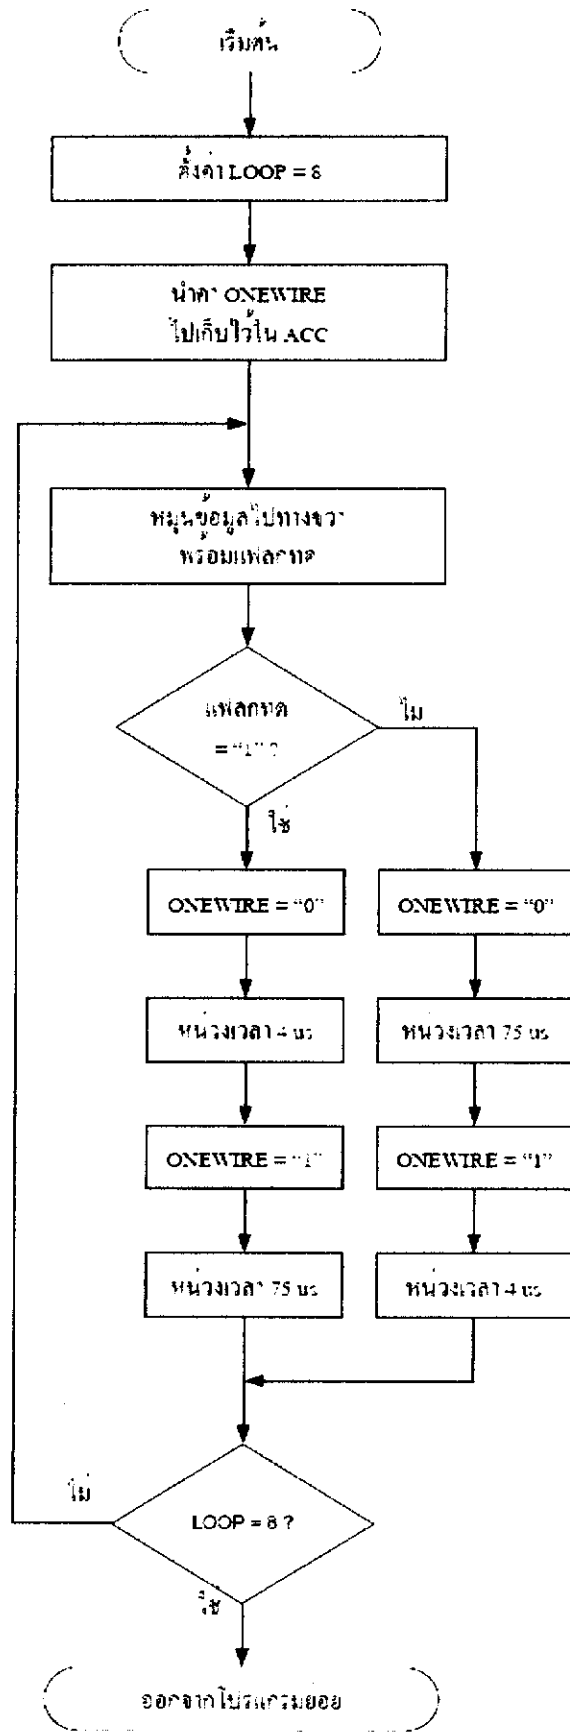 เริ่มต้น
ตั้งค่า LOOP = 8
นำค่า ONEWIRE
ไปเก็บไว้ใน ACC
หมุนข้อมูลไปทางขวา
พร้อมแฟลกทด
แฟลกทด
= "1" ?
ไม่
ใช่
ONEWIRE = "0"
ONEWIRE = "0"
หน่วงเวลา 4 us
หน่วงเวลา 75 us
ONEWIRE = "1"
ONEWIRE = "1"
หน่วงเวลา 75 us
หน่วงเวลา 4 us
ไม่
LOOP = 8 ?
ใช่
ออกจากโปรแกรมย่อย